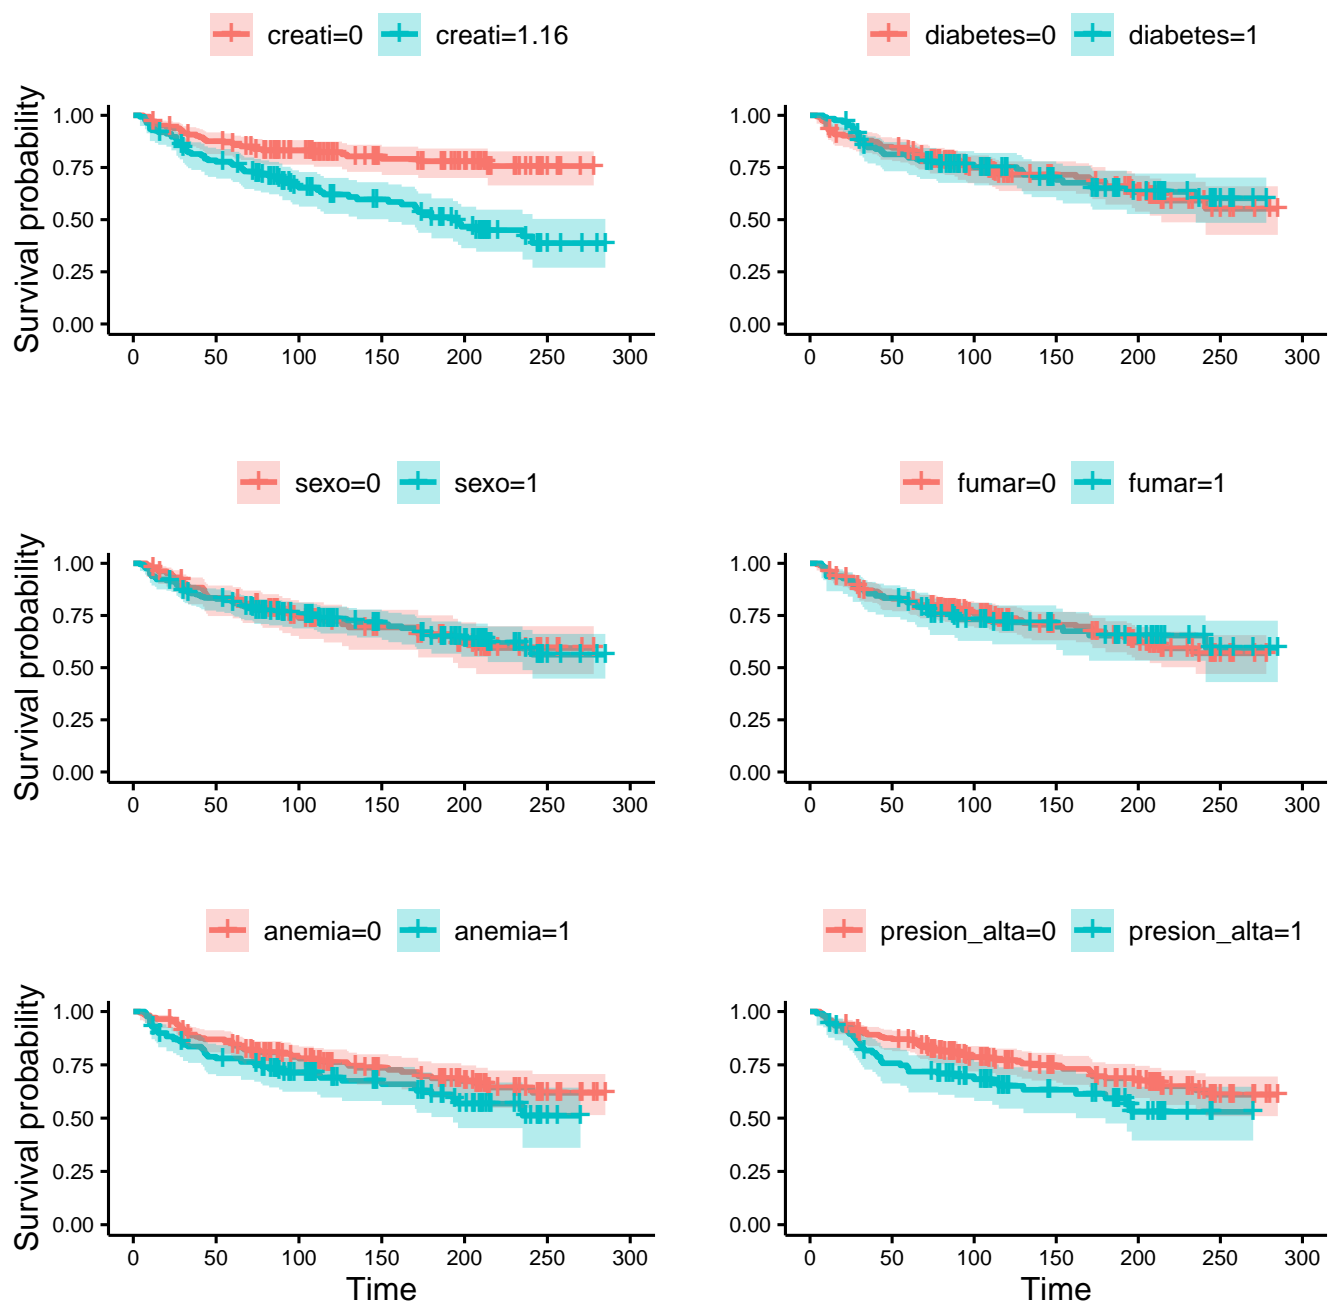 creati=0 creati=1.16
Survival probability
1.00
0.75
0.50
0.25
0.00
0 50 100 150 200 250 300
diabetes=0 diabetes=1
1.00
0.75
0.50
0.25
0.00
0 50 100 150 200 250 300
sexo=0 sexo=1
Survival probability
1.00
0.75
0.50
0.25
0.00
0 50 100 150 200 250 300
fumar=0 fumar=1
1.00
0.75
0.50
0.25
0.00
0 50 100 150 200 250 300
anemia=0 anemia=1
Survival probability
1.00
0.75
0.50
0.25
0.00
0 50 100 150 200 250 300
Time
presion_alta=0 presion_alta=1
1.00
0.75
0.50
0.25
0.00
0 50 100 150 200 250 300
Time